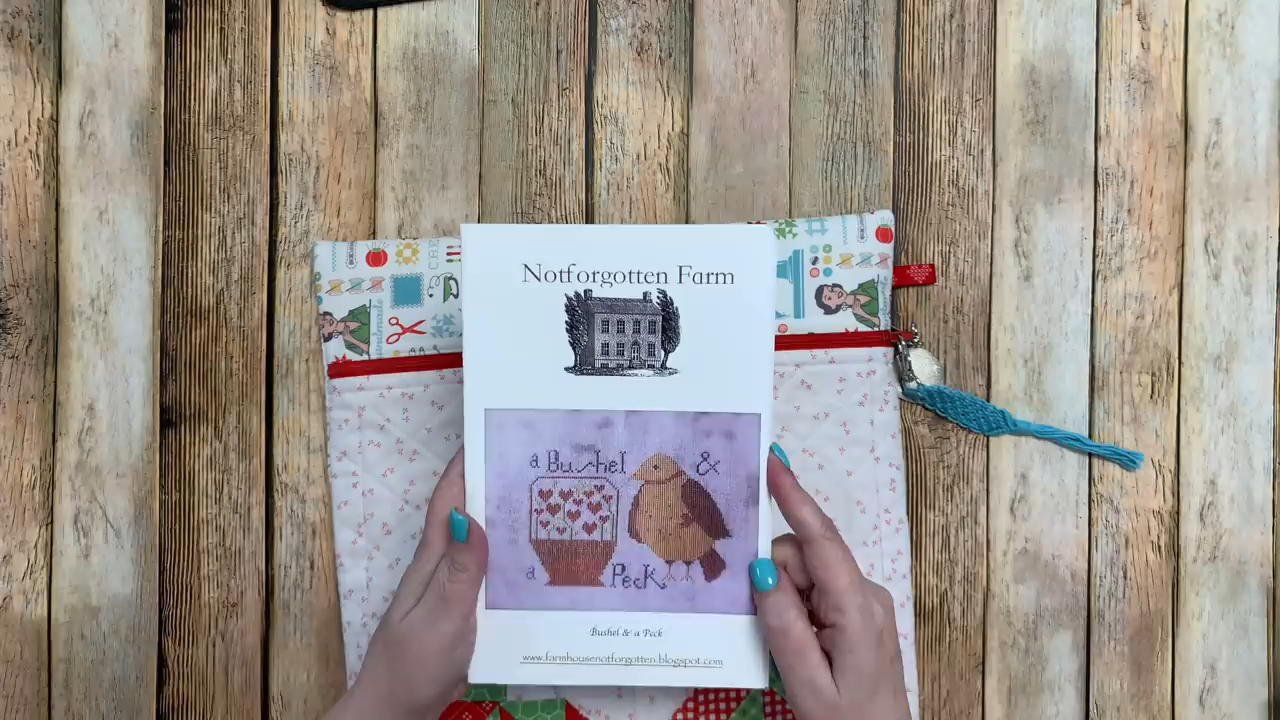 Notforgotten Farm
a Bushel &
a Peck
Bushel & a Peck
www.farmhousenotforgotten.blogspot.com